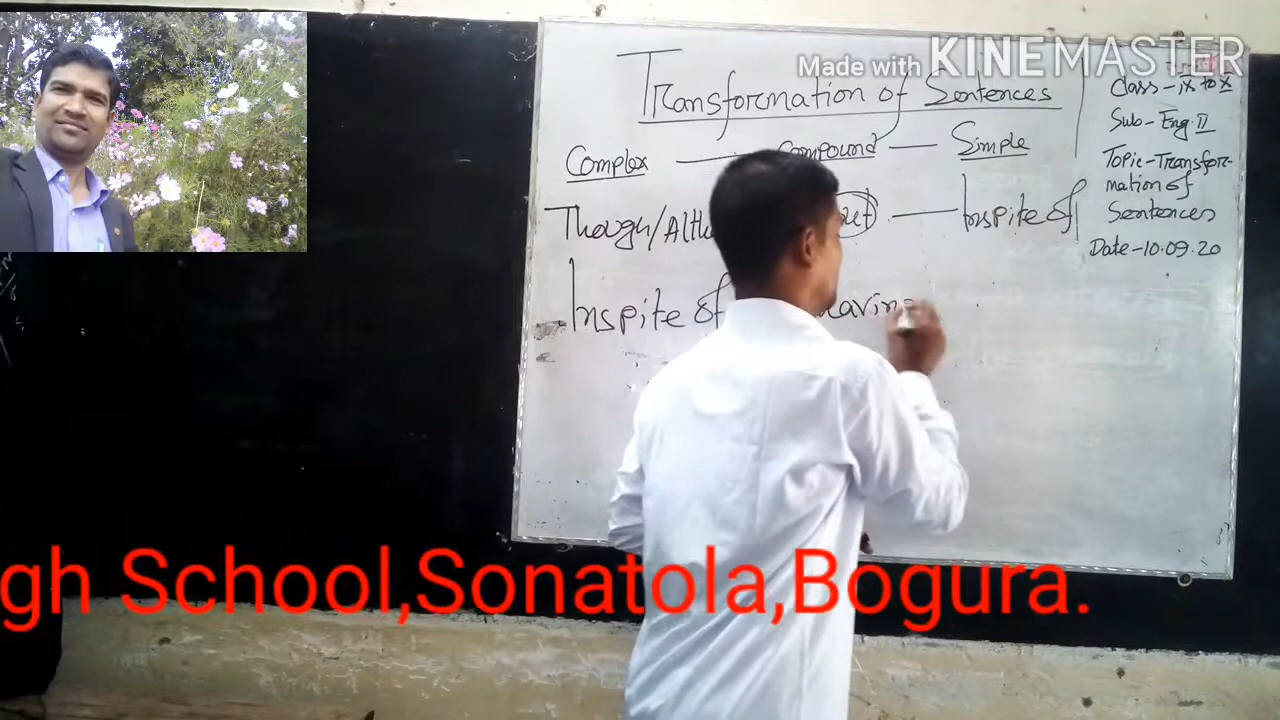 Made with KINEMASTER
Transformation of Sentences
Complex — Compound — Simple
Though/Alth — Inspite of
Inspite of
Class-IX to X
Sub-Eng.II
Topic-Transfor-
mation of
Sentences
Date-10.09.20
gh School,Sonatola,Bogura.